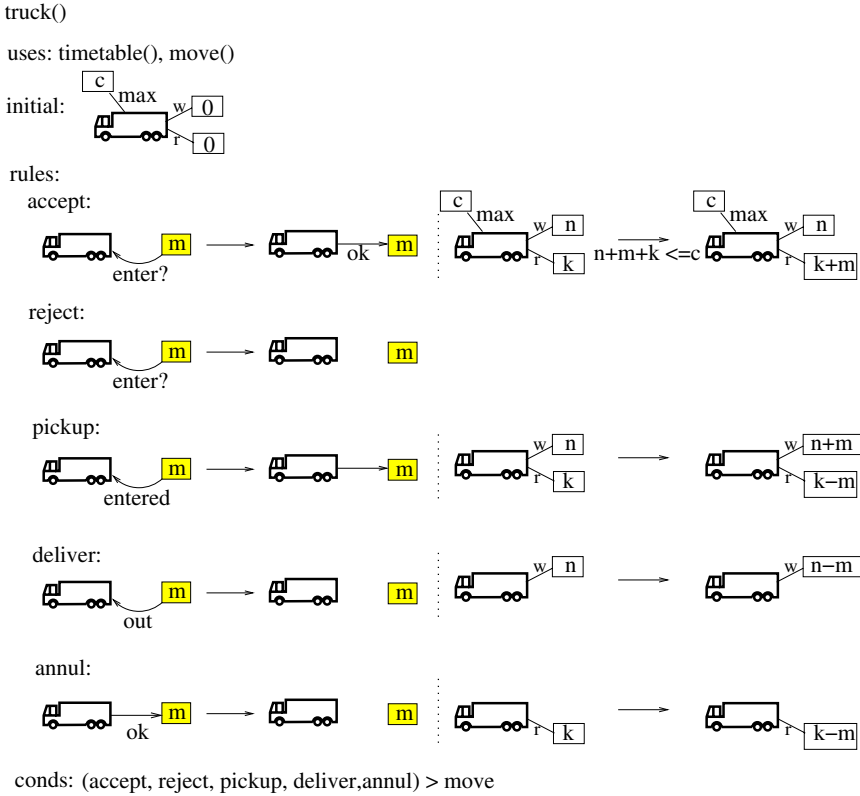 truck()
uses: timetable(), move()
initial: c max w 0 r 0
rules:
accept:
m enter? m ok c max w n r k n+m+k <=c c max w n r k+m
reject:
m enter? m
pickup:
m entered m w n r k w n+m r k−m
deliver:
m out m w n w n−m
annul:
m ok m r k r k−m
conds: (accept, reject, pickup, deliver,annul) > move